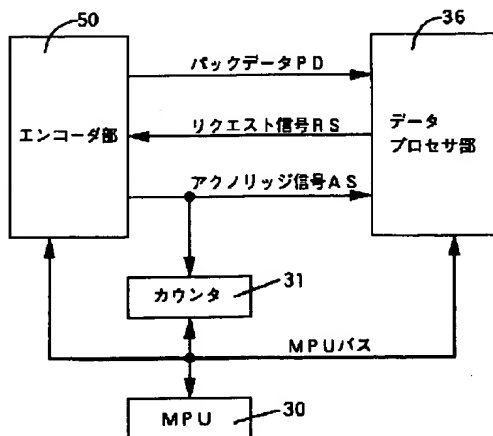 50
36
パックデータPD
エンコーダ部
リクエスト信号RS
データ
プロセサ部
アクノリッジ信号AS
カウンタ
31
MPUバス
MPU
30